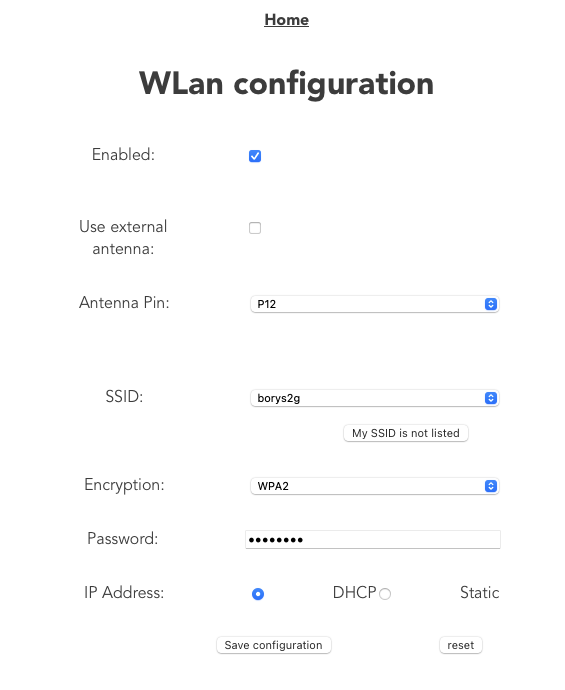 Home
WLan configuration
Enabled:
Use external
antenna:
Antenna Pin:
P12
SSID:
borys2g
My SSID is not listed
Encryption:
WPA2
Password:
••••••••
IP Address:
DHCP
Static
Save configuration
reset